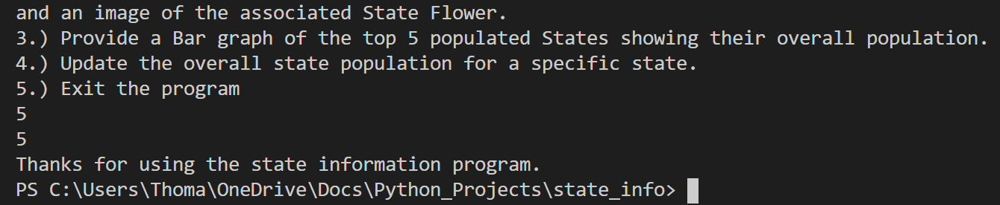 and an image of the associated State Flower.
3.) Provide a Bar graph of the top 5 populated States showing their overall population.
4.) Update the overall state population for a specific state.
5.) Exit the program
5
5
Thanks for using the state information program.
PS C:\Users\Thoma\OneDrive\Docs\Python_Projects\state_info>